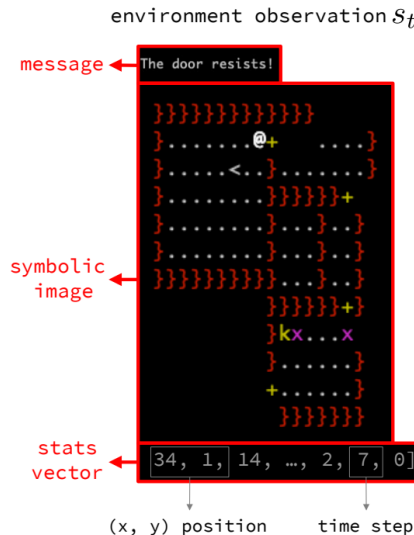 environment observation s_t
message
The door resists!
}}}}}}}}}}}}}
}.......@+   ....}
}.....<..}.......}
}........}}}}}}+
}........}...}..}
}........}...}..}
}}}}}}}}}}...}..}
}}}}}}+}
symbolic
image
}kx...x
}......}
+......}
}}}}}}}
stats
vector
34, 1, 14, …, 2, 7, 0]
(x, y) position
time step